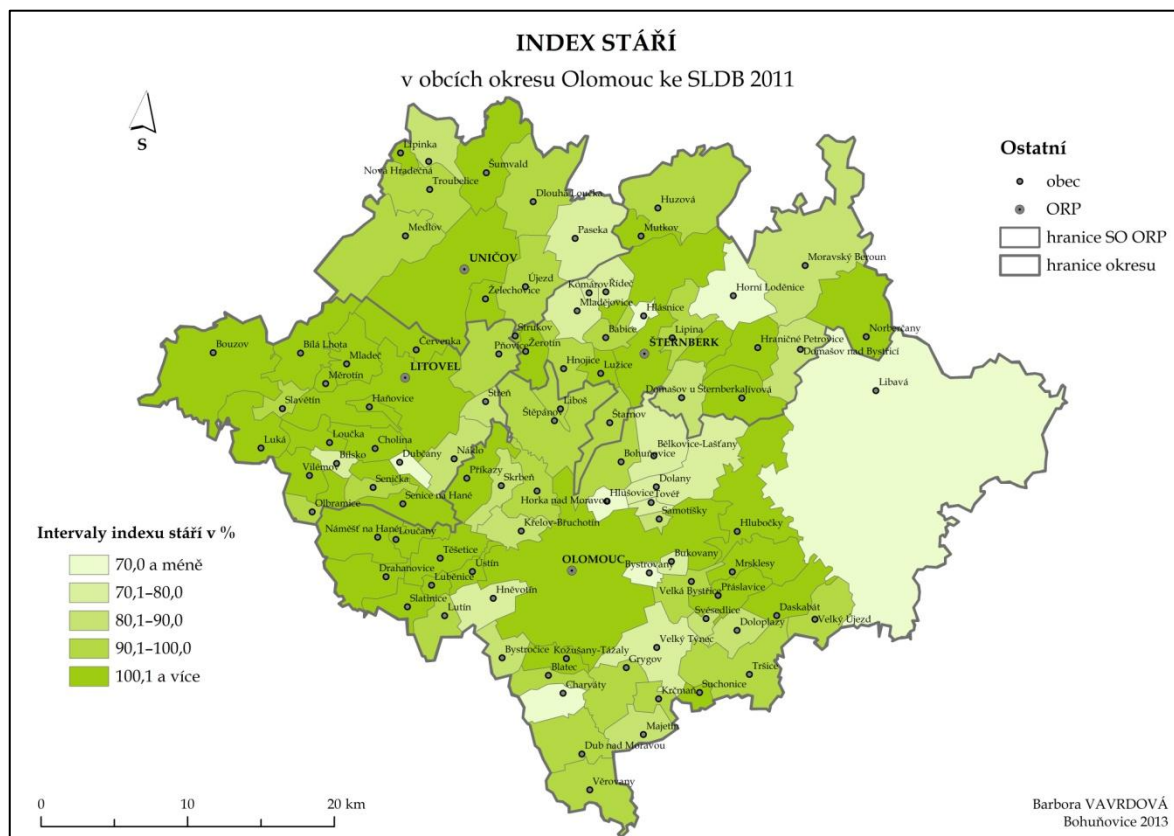 INDEX STÁŘÍ
v obcích okresu Olomouc ke SLDB 2011
S
Ostatní
obec
ORP
hranice SO ORP
hranice okresu
Lipinka
Nová Hradečná
Troubelice
Šumvald
Dlouhá Loučka
Medlov
Paseka
Huzová
Mutkov
UNIČOV
Moravský Beroun
Újezd
Želechovice
Komárov
Řídeč
Mladějovice
Horní Loděnice
Hlásnice
Strukov
Babice
Lipina
Norberčany
Bouzov
Bílá Lhota
Červenka
Pňovice
Žerotín
ŠTERNBERK
Hraničné Petrovice
Domašov nad Bystřicí
Mladeč
LITOVEL
Hnojice
Lužice
Měrotín
Libavá
Slavětín
Haňovice
Střeň
Liboš
Domašov u Šternberka
Jívová
Štěpánov
Štarnov
Luká
Loučka
Cholina
Bílsko
Dubčany
Náklo
Bělkovice-Lašťany
Bohuňovice
Vilémov
Senička
Příkazy
Skrbeň
Dolany
Olbramice
Senice na Hané
Horka nad Moravou
Hlušovice
Tovéř
Samotišky
Náměšť na Hané
Loučany
Křelov-Bruchotín
Hlubočky
Intervaly indexu stáří v %
70,0 a méně
70,1–80,0
80,1–90,0
90,1–100,0
100,1 a více
Těšetice
Ústín
OLOMOUC
Bukovany
Bystrovany
Mrsklesy
Drahanovice
Luběnice
Velká Bystřice
Přáslavice
Slatinice
Hněvotín
Lutín
Svésedlice
Daskabát
Velký Újezd
Doloplazy
Velký Týnec
Bystročice
Kožušany-Tážaly
Grygov
Blatec
Tršice
Charváty
Krčmaň
Suchonice
Majetín
Dub nad Moravou
Věrovany
0 10 20 km
Barbora VAVRDOVÁ
Bohuňovice 2013